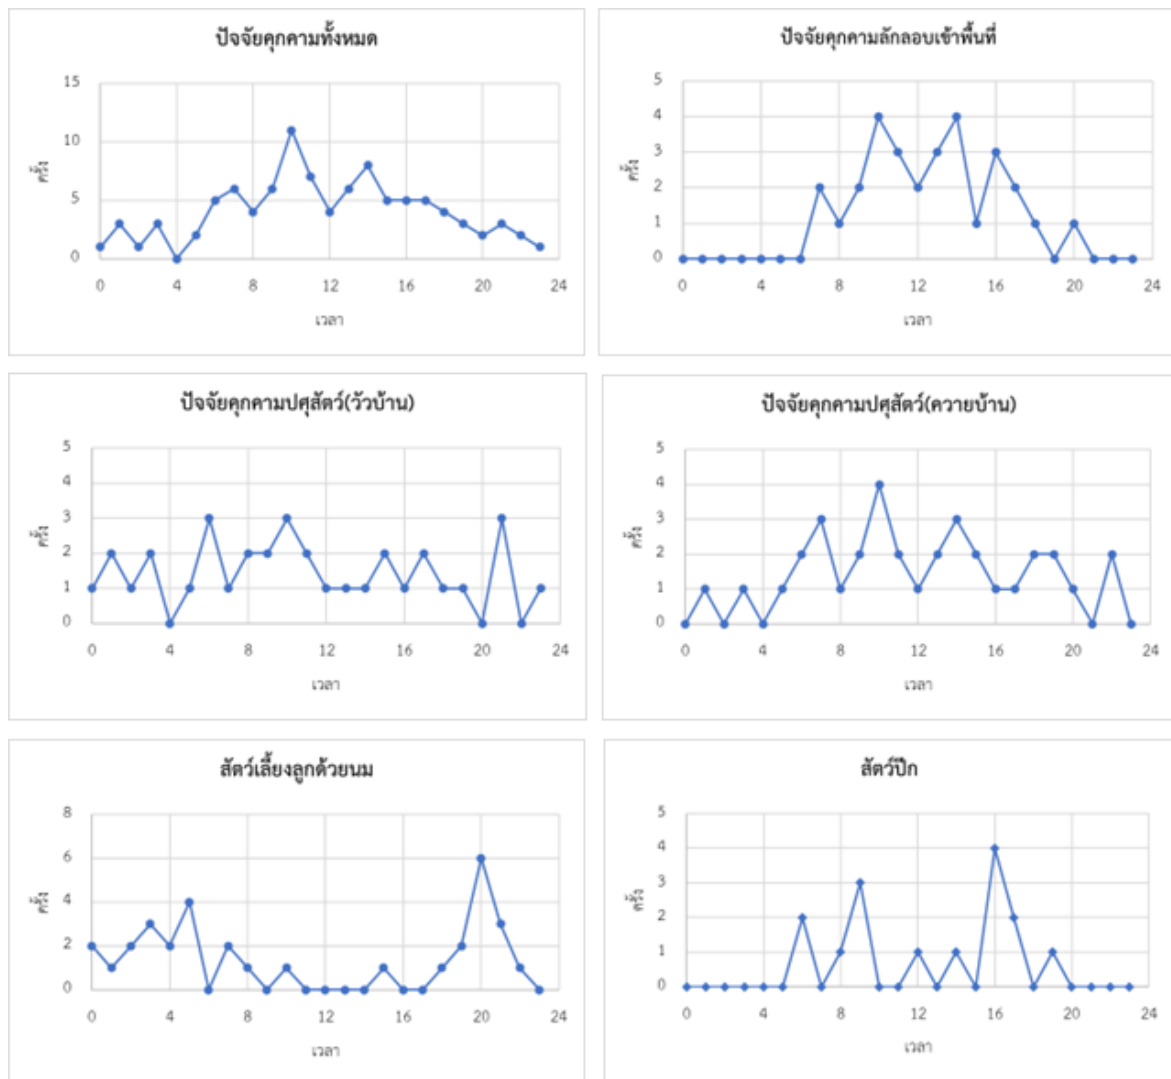 ปัจจัยคุกคามทั้งหมด
15
10
5
0
ครั้ง
0 4 8 12 16 20 24
เวลา
ปัจจัยคุกคามลักลอบเข้าพื้นที่
5
4
3
2
1
0
ครั้ง
0 4 8 12 16 20 24
เวลา
ปัจจัยคุกคามปศุสัตว์(วัวบ้าน)
5
4
3
2
1
0
ครั้ง
0 4 8 12 16 20 24
เวลา
ปัจจัยคุกคามปศุสัตว์(ควายบ้าน)
5
4
3
2
1
0
ครั้ง
0 4 8 12 16 20 24
เวลา
สัตว์เลี้ยงลูกด้วยนม
8
6
4
2
0
ครั้ง
0 4 8 12 16 20 24
เวลา
สัตว์ปีก
5
4
3
2
1
0
ครั้ง
0 4 8 12 16 20 24
เวลา